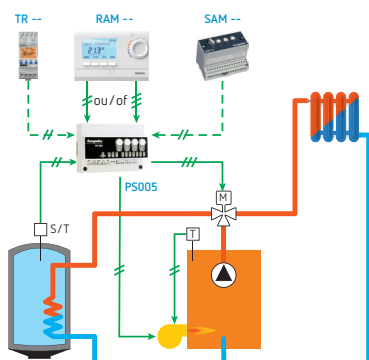 TR --
RAM --
SAM --
ou/of
PS005
M
S/T
T